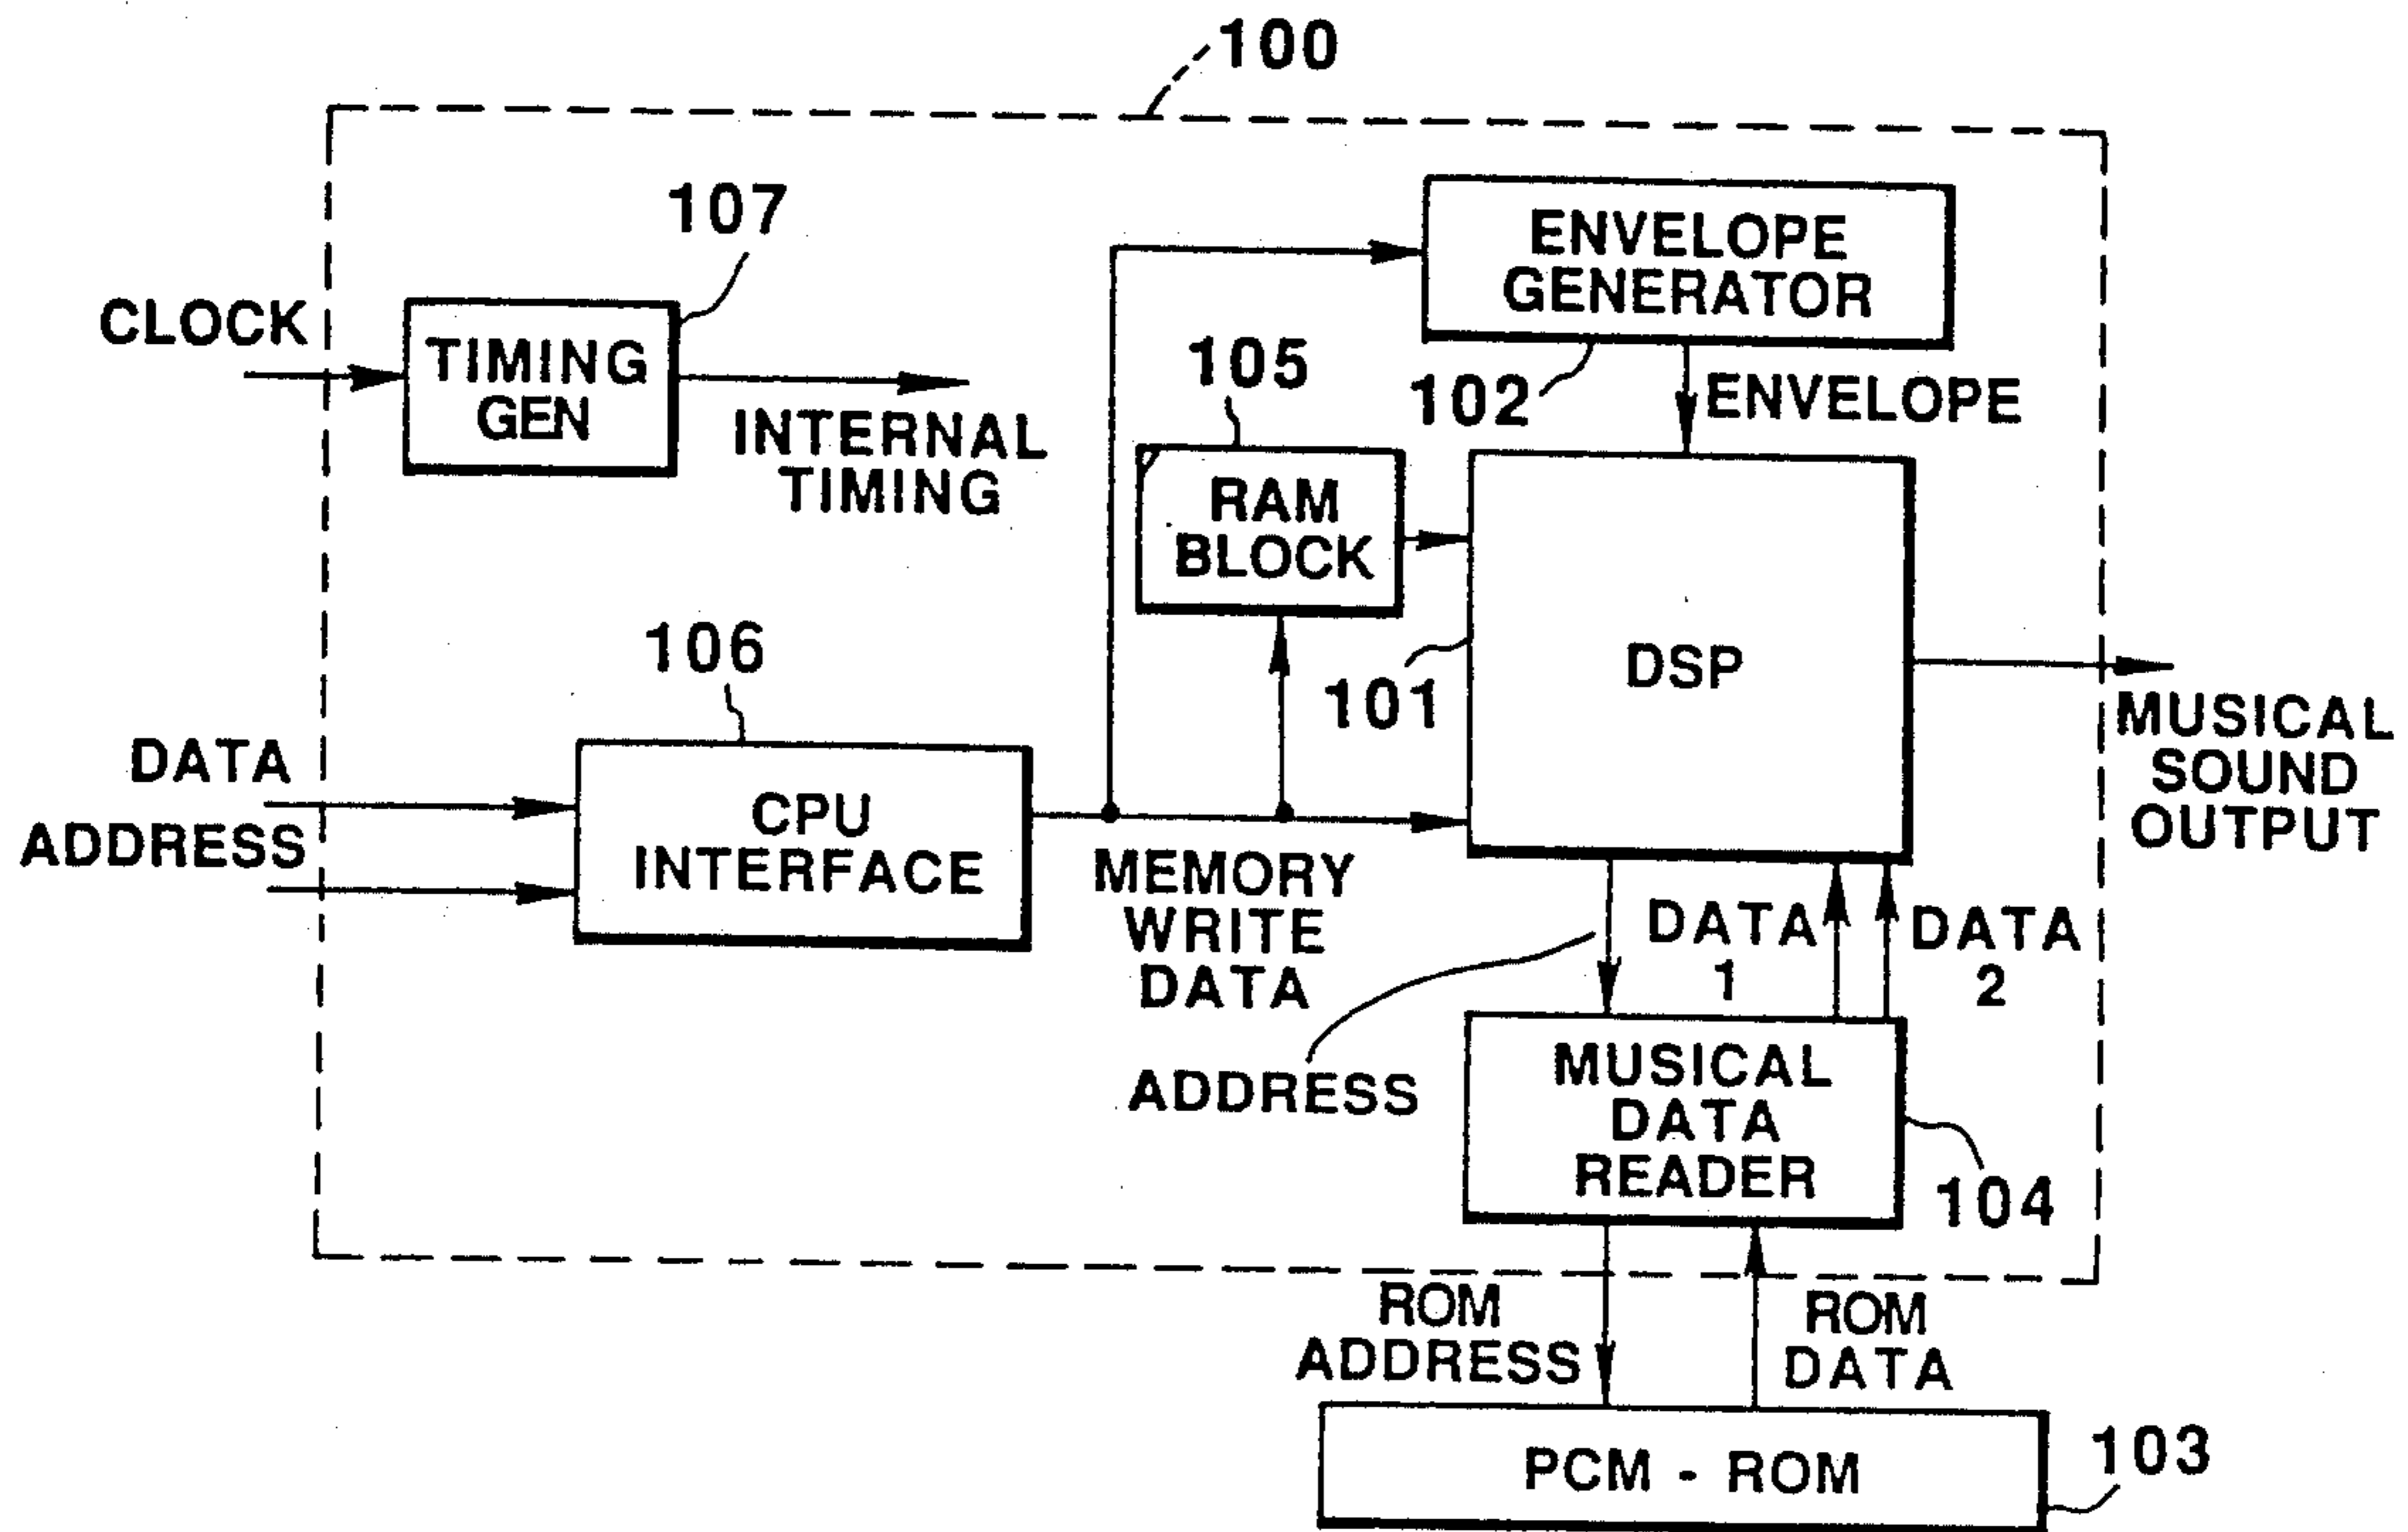 100
107
ENVELOPE
GENERATOR
CLOCK
TIMING
GEN
105
102
ENVELOPE
INTERNAL
TIMING
RAM
BLOCK
106
101
DSP
MUSICAL
SOUND
OUTPUT
DATA
ADDRESS
CPU
INTERFACE
MEMORY
WRITE
DATA
DATA
1
DATA
2
ADDRESS
MUSICAL
DATA
READER
104
ROM
ADDRESS
ROM
DATA
PCM - ROM
103